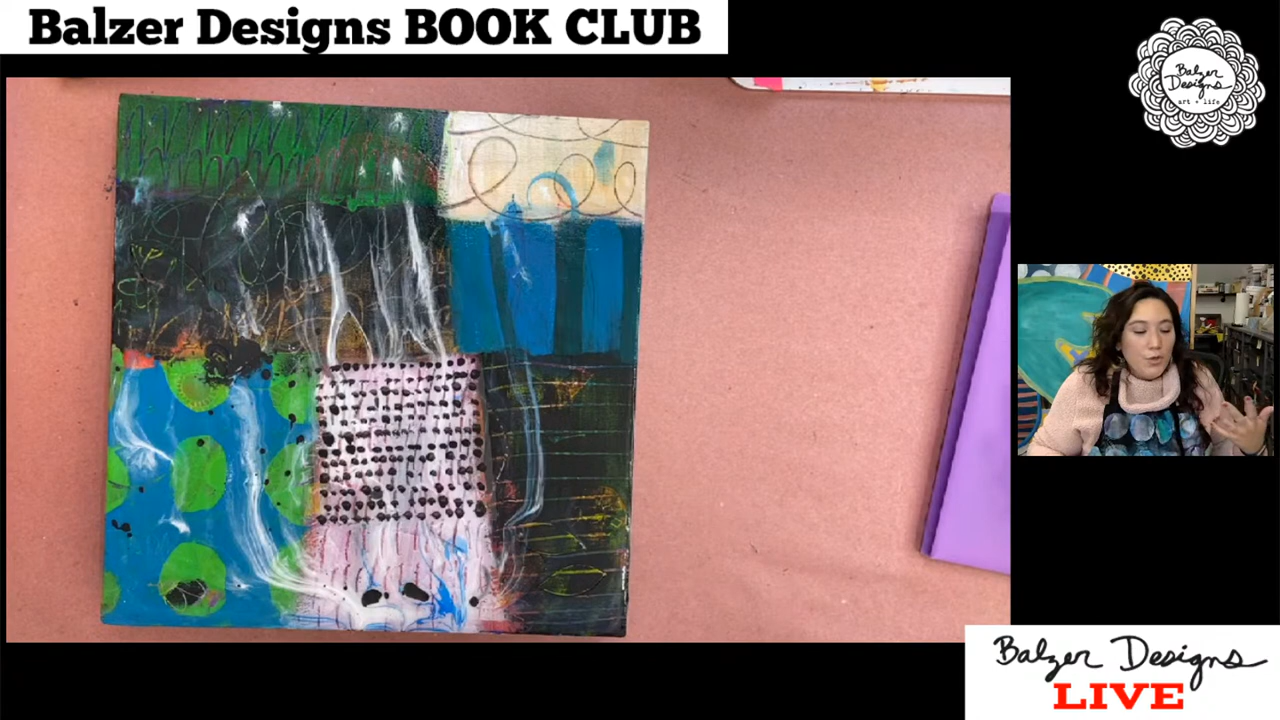 Balzer Designs BOOK CLUB
Balzer
Designs
art + life
Balzer Designs
LIVE